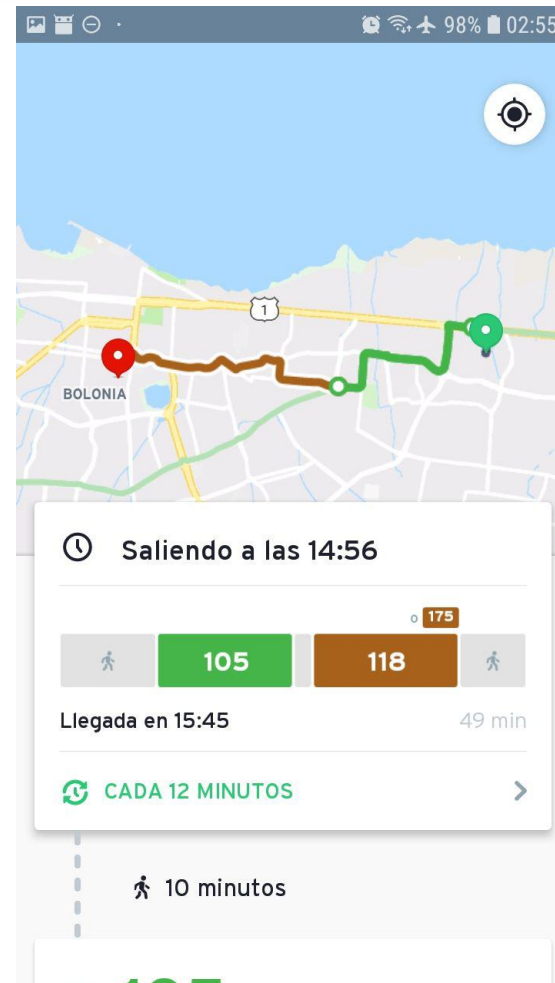 98% 02:55
1
BOLONIA
Saliendo a las 14:56
o 175
105 118
Llegada en 15:45 49 min
CADA 12 MINUTOS
10 minutos
105